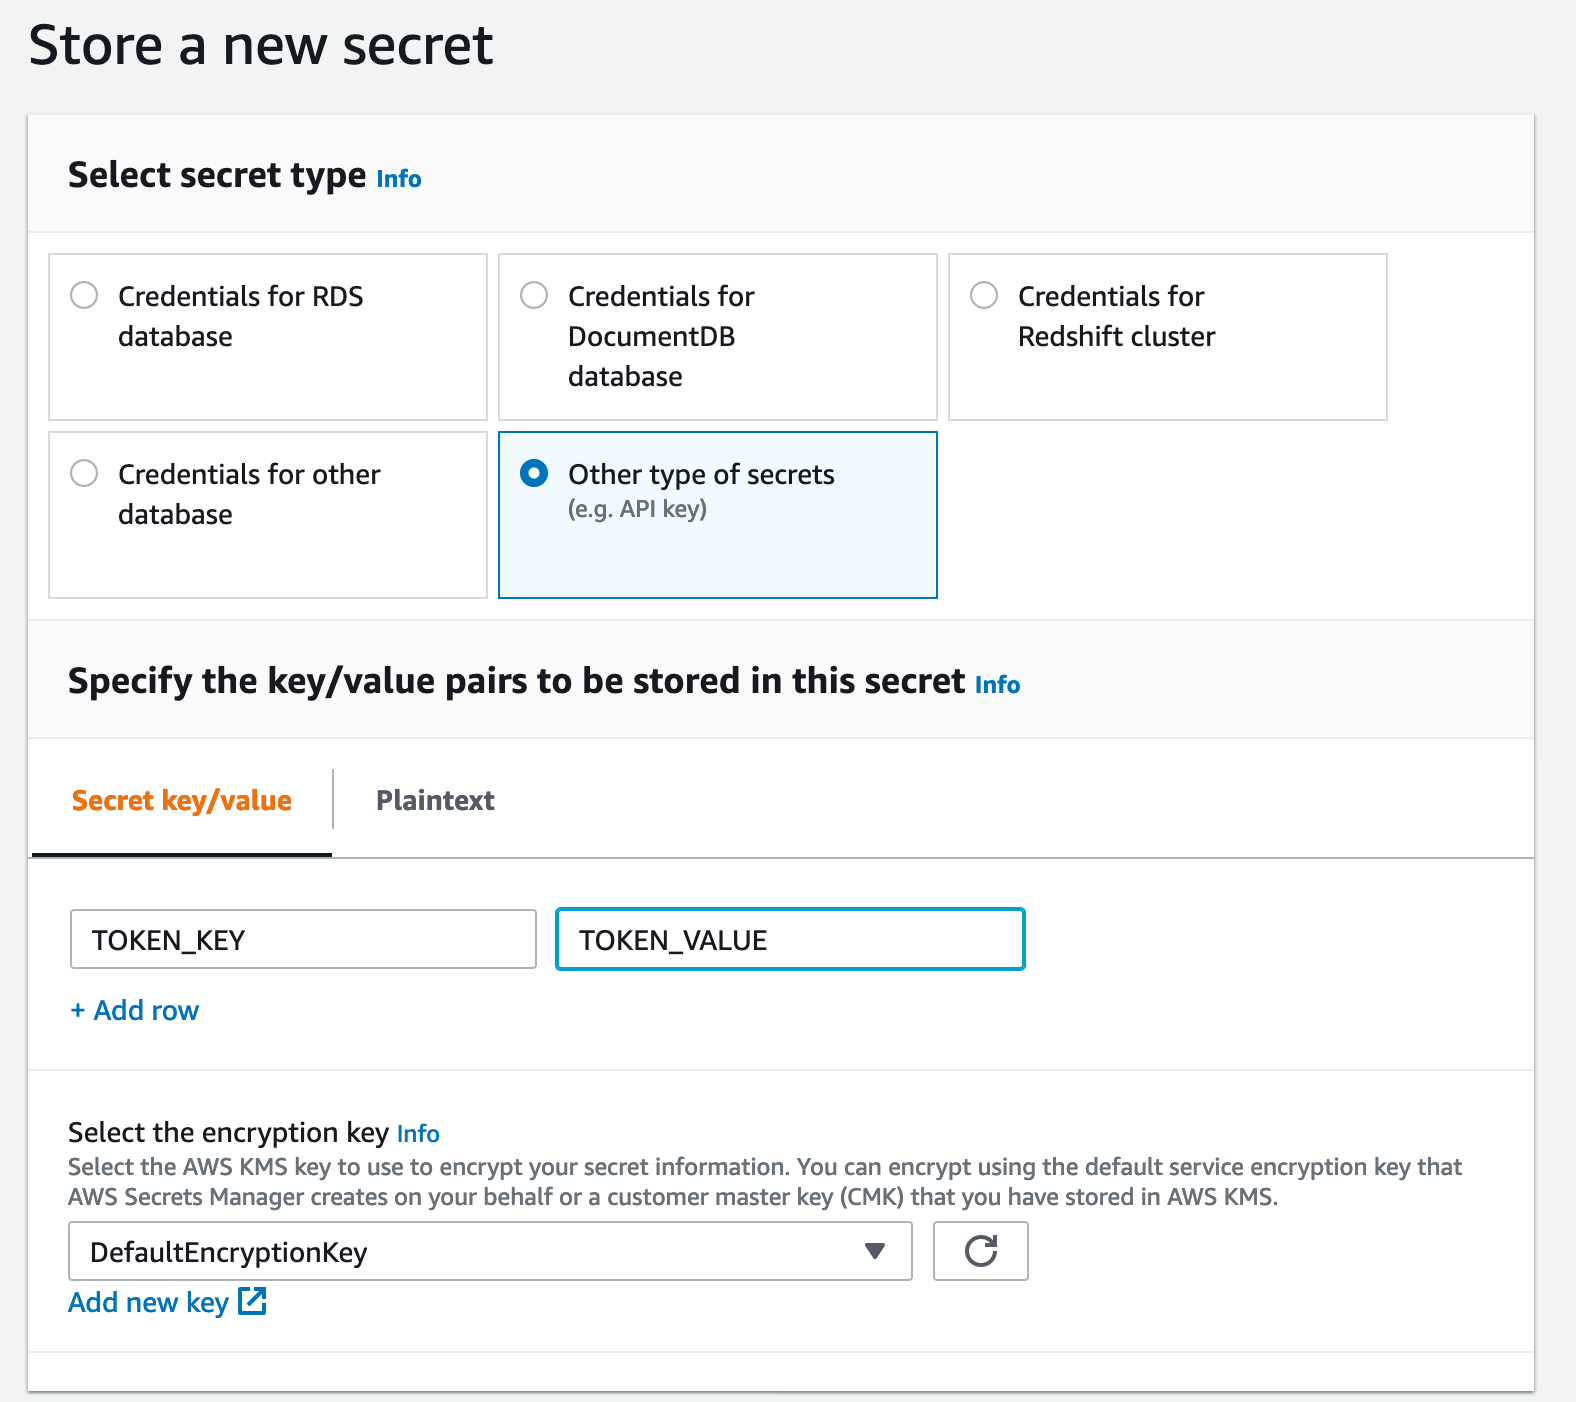 Store a new secret
Select secret type Info
Credentials for RDS
database
Credentials for
DocumentDB
database
Credentials for
Redshift cluster
Credentials for other
database
Other type of secrets
(e.g. API key)
Specify the key/value pairs to be stored in this secret Info
Secret key/value
Plaintext
TOKEN_KEY
TOKEN_VALUE
+ Add row
Select the encryption key Info
Select the AWS KMS key to use to encrypt your secret information. You can encrypt using the default service encryption key that
AWS Secrets Manager creates on your behalf or a customer master key (CMK) that you have stored in AWS KMS.
DefaultEncryptionKey
Add new key